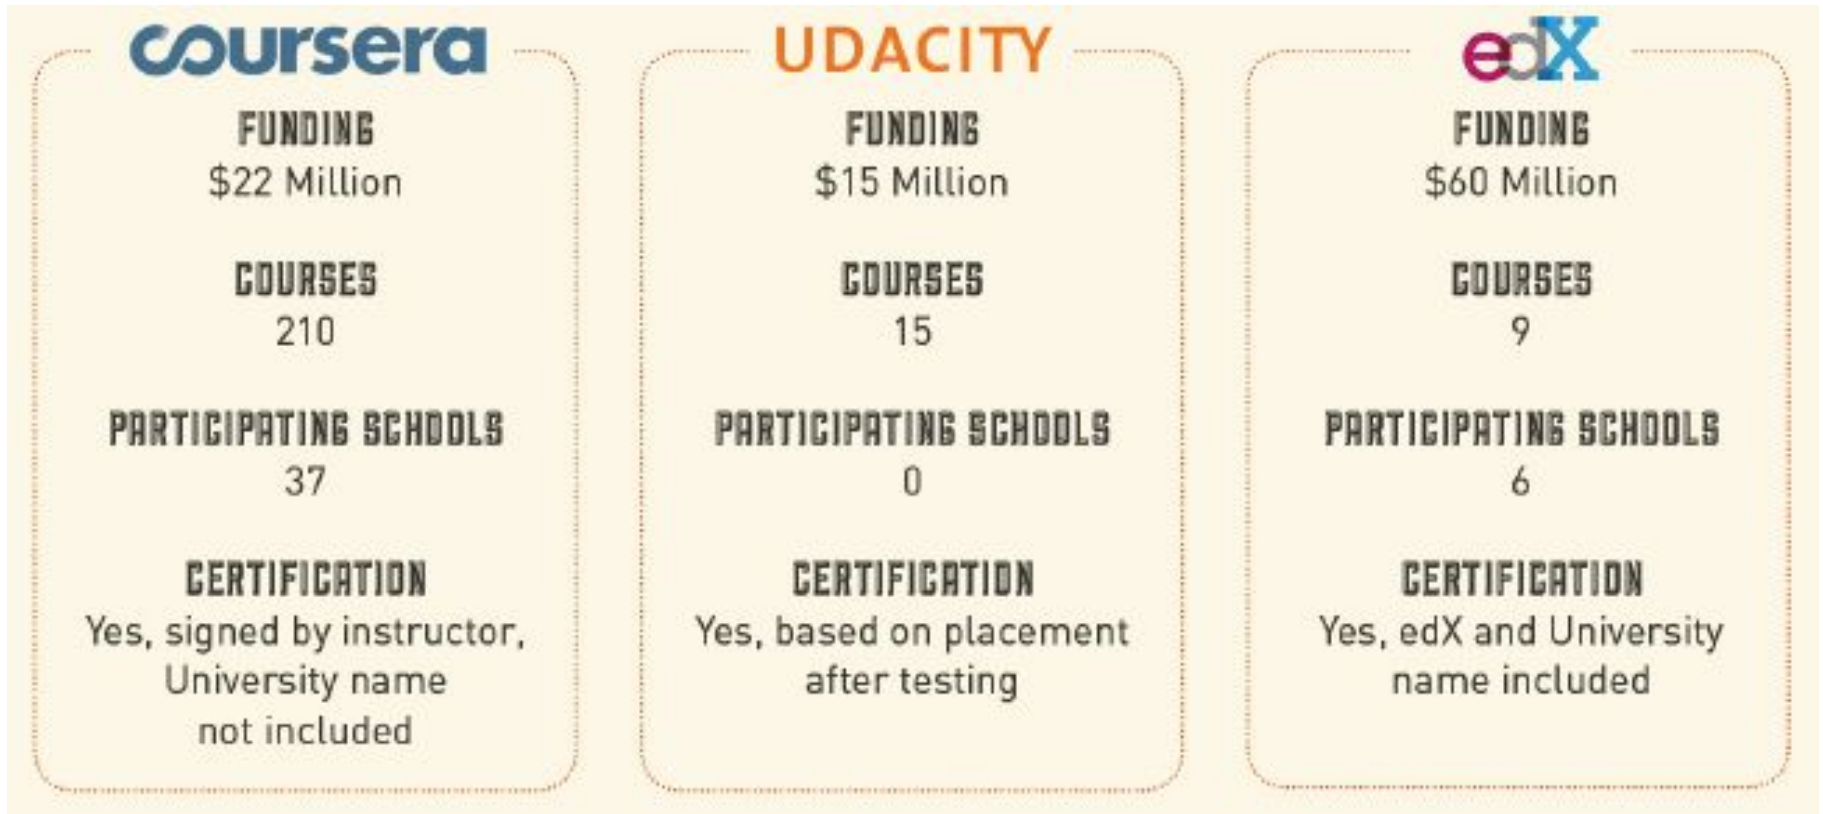 coursera
FUNDING
$22 Million
COURSES
210
PARTICIPATING SCHOOLS
37
CERTIFICATION
Yes, signed by instructor,
University name
not included
UDACITY
FUNDING
$15 Million
COURSES
15
PARTICIPATING SCHOOLS
0
CERTIFICATION
Yes, based on placement
after testing
edX
FUNDING
$60 Million
COURSES
9
PARTICIPATING SCHOOLS
6
CERTIFICATION
Yes, edX and University
name included